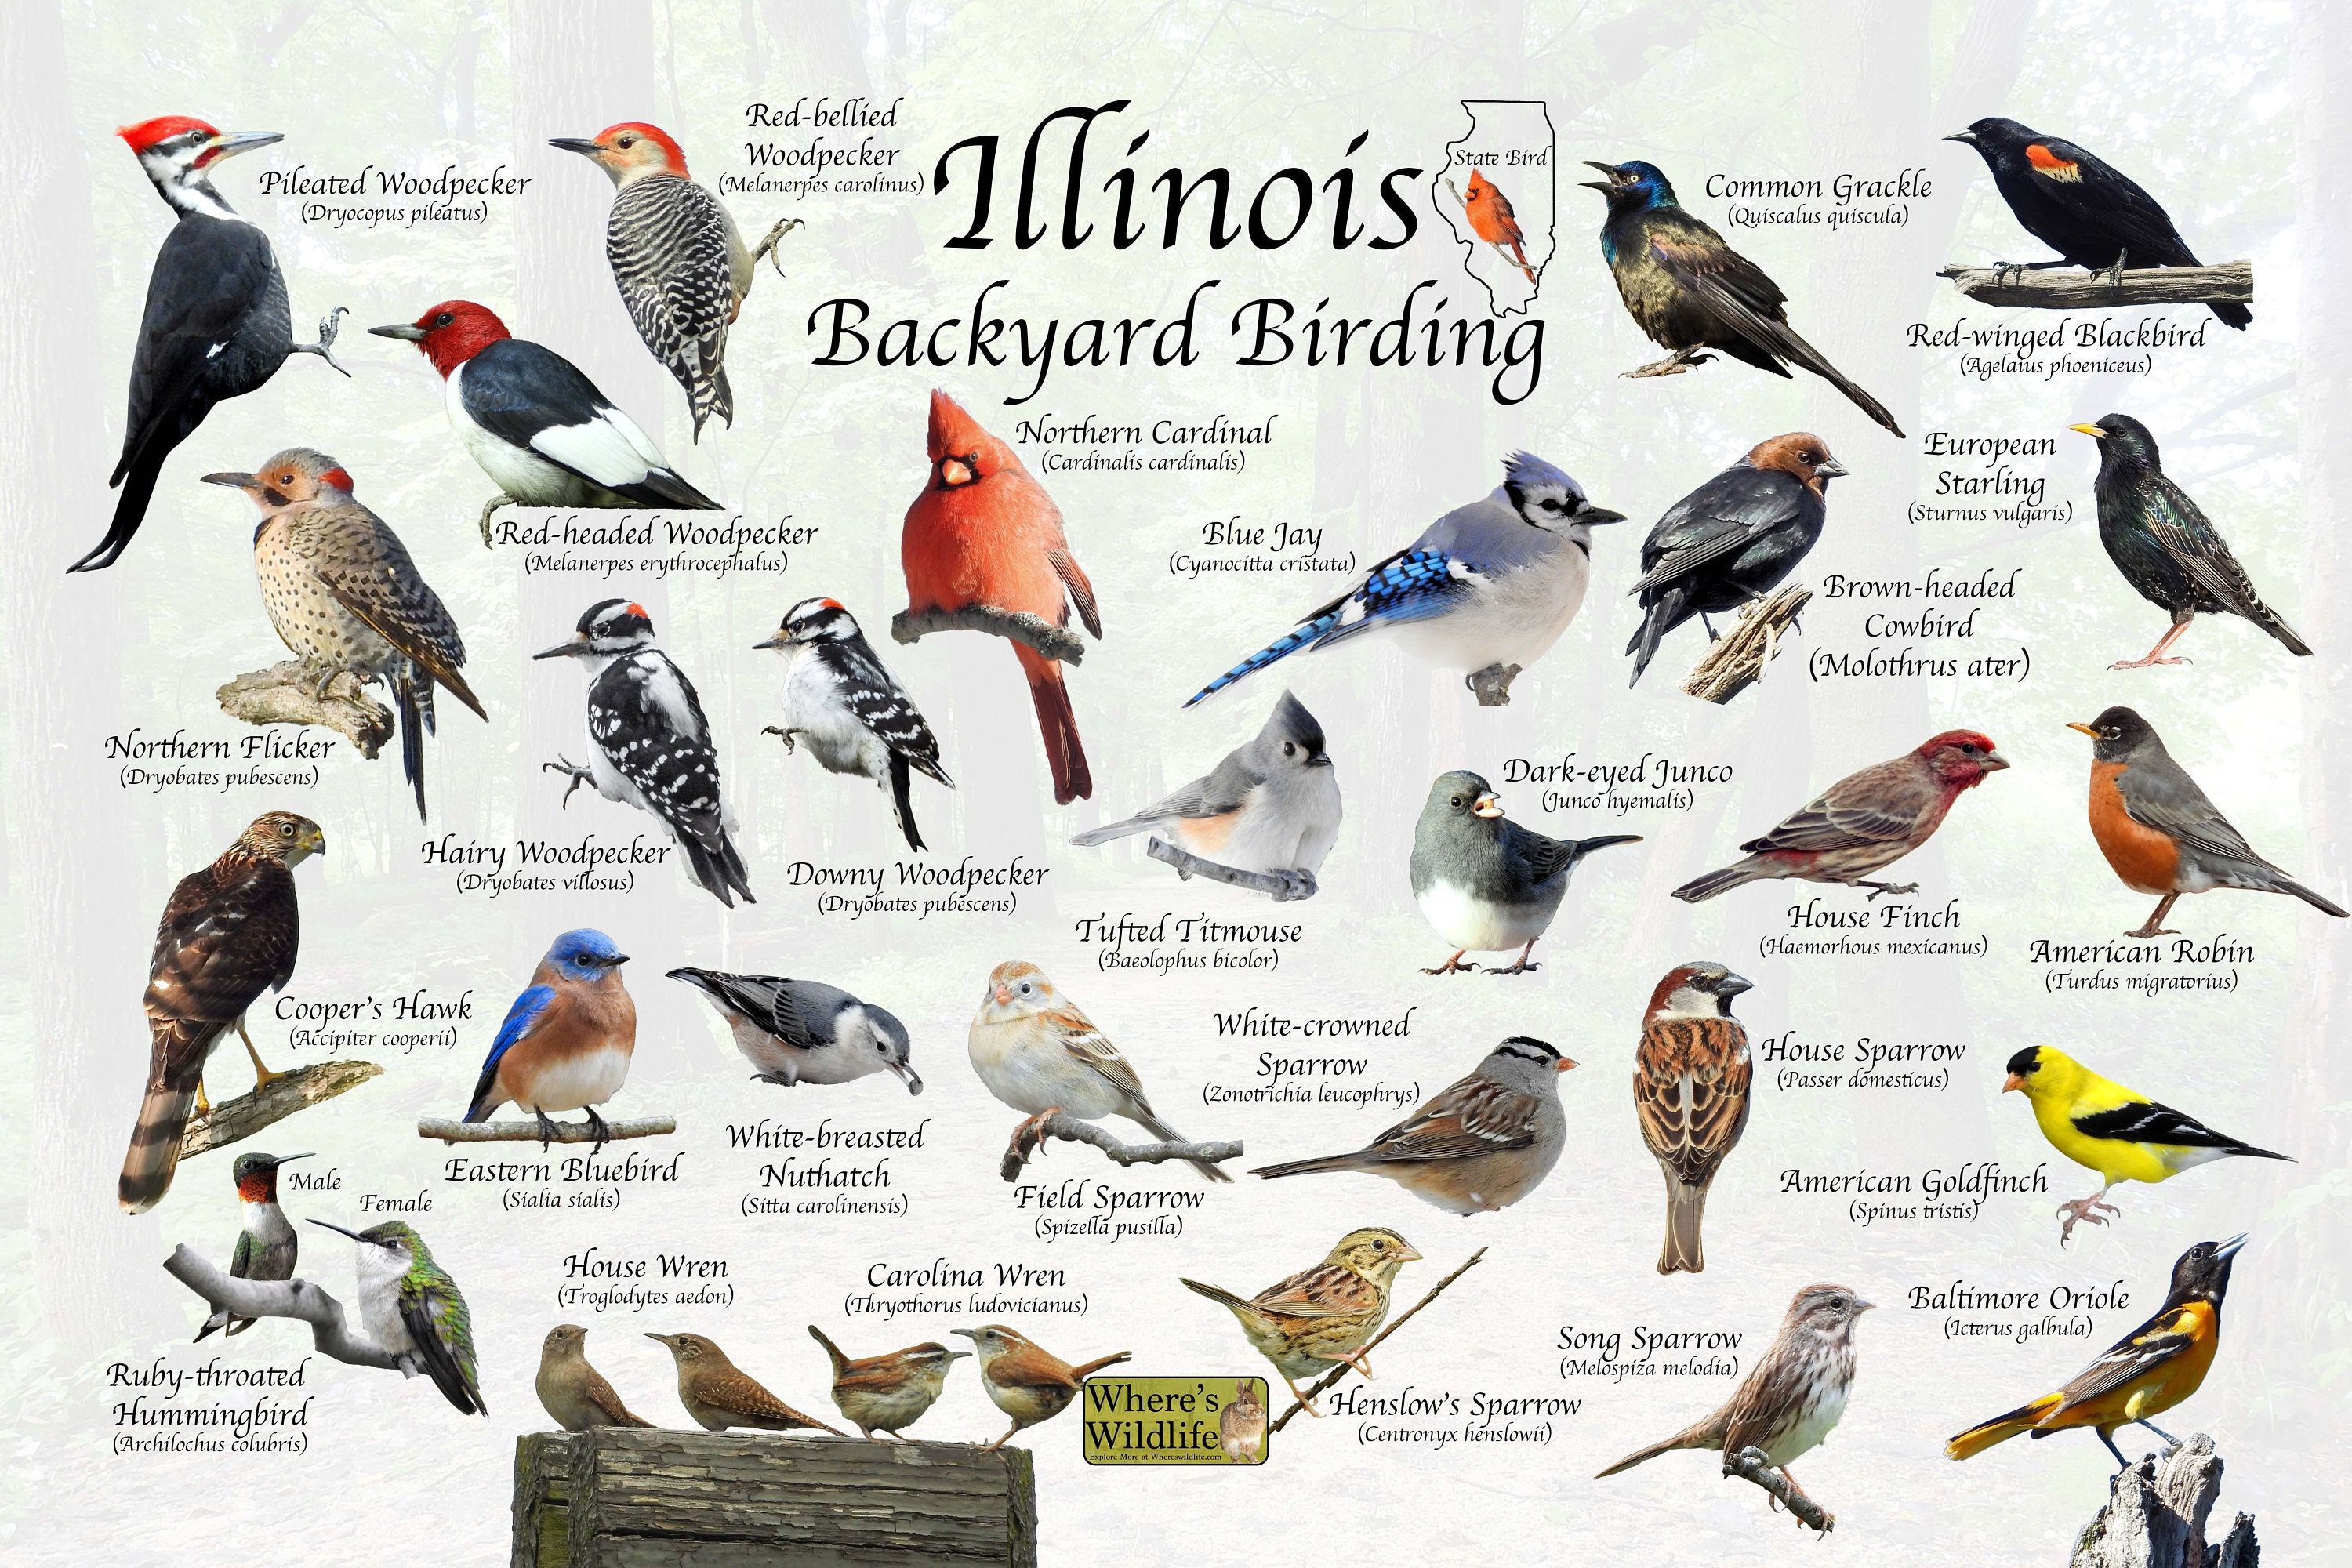 Illinois
State Bird
Backyard Birding
Pileated Woodpecker
(Dryocopus pileatus)
Red-bellied
Woodpecker
(Melanerpes carolinus)
Common Grackle
(Quiscalus quiscula)
Red-winged Blackbird
(Agelaius phoeniceus)
Northern Cardinal
(Cardinalis cardinalis)
European
Starling
(Sturnus vulgaris)
Red-headed Woodpecker
(Melanerpes erythrocephalus)
Blue Jay
(Cyanocitta cristata)
Brown-headed
Cowbird
(Molothrus ater)
Northern Flicker
(Dryobates pubescens)
Hairy Woodpecker
(Dryobates villosus)
Downy Woodpecker
(Dryobates pubescens)
Tufted Titmouse
(Baeolophus bicolor)
Dark-eyed Junco
(Junco hyemalis)
House Finch
(Haemorhous mexicanus)
American Robin
(Turdus migratorius)
Cooper's Hawk
(Accipiter cooperii)
Eastern Bluebird
(Sialia sialis)
White-breasted
Nuthatch
(Sitta carolinensis)
Field Sparrow
(Spizella pusilla)
White-crowned
Sparrow
(Zonotrichia leucophrys)
House Sparrow
(Passer domesticus)
American Goldfinch
(Spinus tristis)
Male
Female
Ruby-throated
Hummingbird
(Archilochus colubris)
House Wren
(Troglodytes aedon)
Carolina Wren
(Thryothorus ludovicianus)
Where's
Wildlife
Explore More at Whereswildlife.com
Henslow's Sparrow
(Centronyx henslowii)
Song Sparrow
(Melospiza melodia)
Baltimore Oriole
(Icterus galbula)